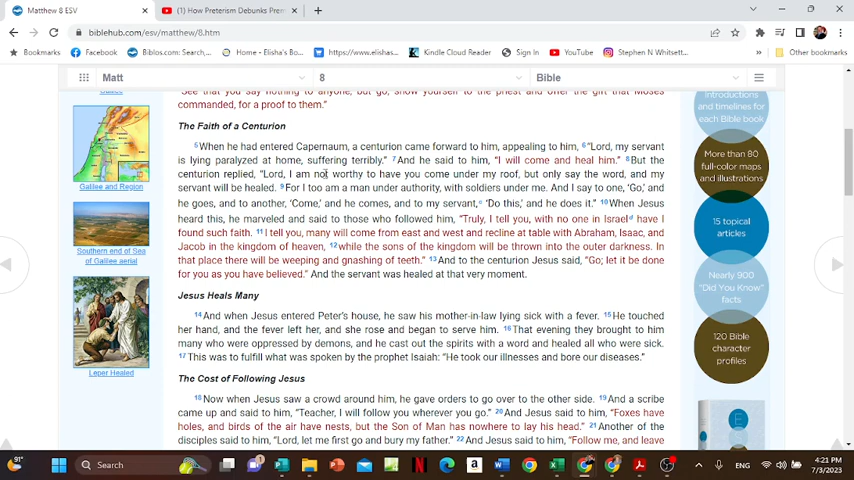 Matthew 8 ESV
(1) How Preterism Debunks Prem
biblehub.com/esv/matthew/8.htm
Bookmarks
Facebook
Biblos.com: Search,...
Home - Elisha's Bo...
https://www.elishas...
Kindle Cloud Reader
Sign In
YouTube
Stephen N Whitsett...
»
Other bookmarks
Matt
8
Bible
Galilee
"See that you say nothing to anyone, but go, show yourself to the priest and offer the gift that Moses
commanded, for a proof to them."
The Faith of a Centurion
5When he had entered Capernaum, a centurion came forward to him, appealing to him, 6"Lord, my servant
is lying paralyzed at home, suffering terribly." 7And he said to him, "I will come and heal him." 8But the
centurion replied, "Lord, I am not worthy to have you come under my roof, but only say the word, and my
servant will be healed. 9For I too am a man under authority, with soldiers under me. And I say to one, 'Go,' and
he goes, and to another, 'Come,' and he comes, and to my servant,c 'Do this,' and he does it." 10When Jesus
heard this, he marveled and said to those who followed him, "Truly, I tell you, with no one in Israeld have I
found such faith. 11I tell you, many will come from east and west and recline at table with Abraham, Isaac, and
Jacob in the kingdom of heaven, 12while the sons of the kingdom will be thrown into the outer darkness. In
that place there will be weeping and gnashing of teeth." 13And to the centurion Jesus said, "Go; let it be done
for you as you have believed." And the servant was healed at that very moment.
Jesus Heals Many
14And when Jesus entered Peter's house, he saw his mother-in-law lying sick with a fever. 15He touched
her hand, and the fever left her, and she rose and began to serve him. 16That evening they brought to him
many who were oppressed by demons, and he cast out the spirits with a word and healed all who were sick.
17This was to fulfill what was spoken by the prophet Isaiah: "He took our illnesses and bore our diseases."
The Cost of Following Jesus
18Now when Jesus saw a crowd around him, he gave orders to go over to the other side. 19And a scribe
came up and said to him, "Teacher, I will follow you wherever you go." 20And Jesus said to him, "Foxes have
holes, and birds of the air have nests, but the Son of Man has nowhere to lay his head." 21Another of the
disciples said to him, "Lord, let me first go and bury my father." 22And Jesus said to him, "Follow me, and leave
Galilee and Region
Southern end of Sea
of Galilee aerial
Leper Healed
Introductions
and timelines for
each Bible book
More than 80
full-color maps
and illustrations
15 topical
articles
Nearly 900
"Did You Know"
facts
120 Bible
character
profiles
91°
Search
ENG
4:21 PM
7/3/2023